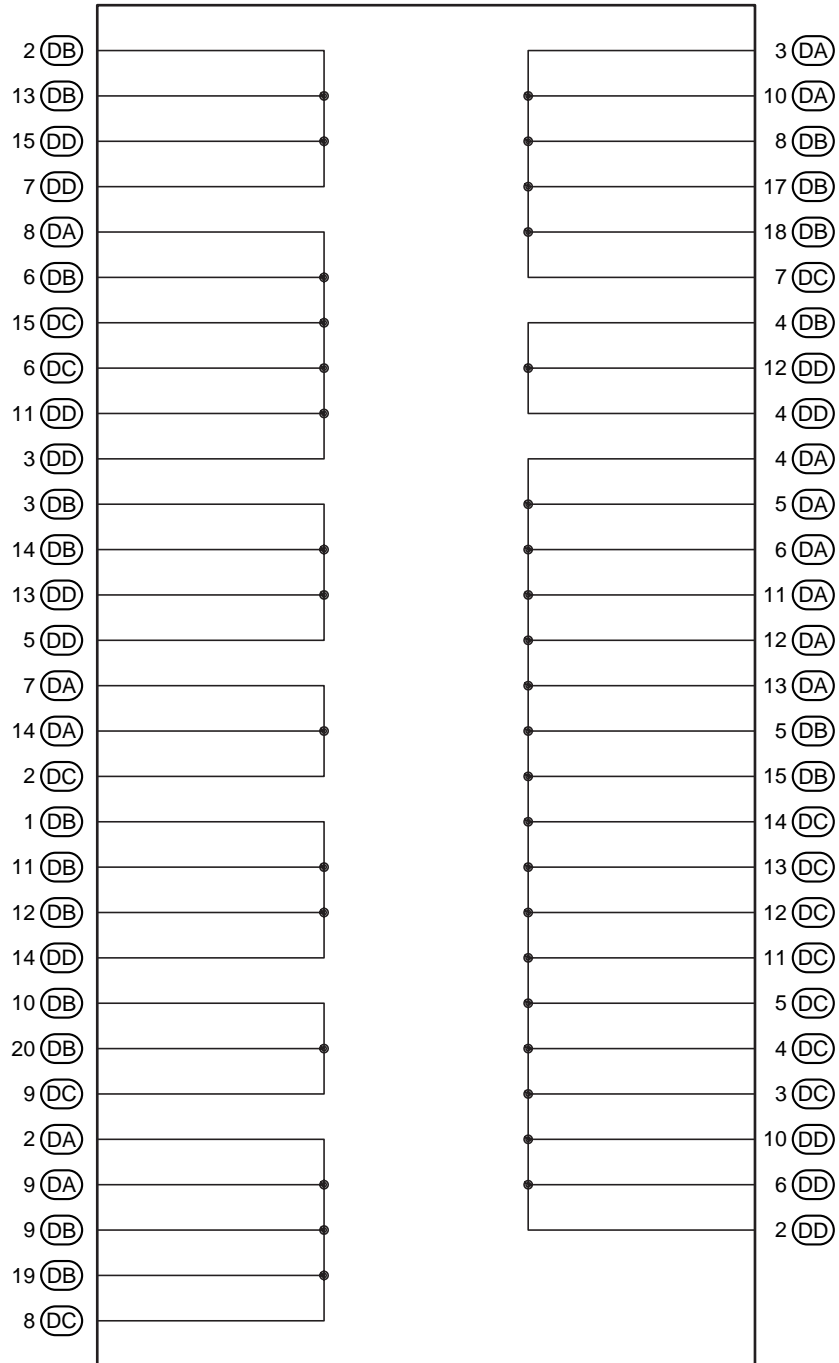 2 DB
13 DB
15 DD
7 DD
8 DA
6 DB
15 DC
6 DC
11 DD
3 DD
3 DB
14 DB
13 DD
5 DD
7 DA
14 DA
2 DC
1 DB
11 DB
12 DB
14 DD
10 DB
20 DB
9 DC
2 DA
9 DA
9 DB
19 DB
8 DC
3 DA
10 DA
8 DB
17 DB
18 DB
7 DC
4 DB
12 DD
4 DD
4 DA
5 DA
6 DA
11 DA
12 DA
13 DA
5 DB
15 DB
14 DC
13 DC
12 DC
11 DC
5 DC
4 DC
3 DC
10 DD
6 DD
2 DD